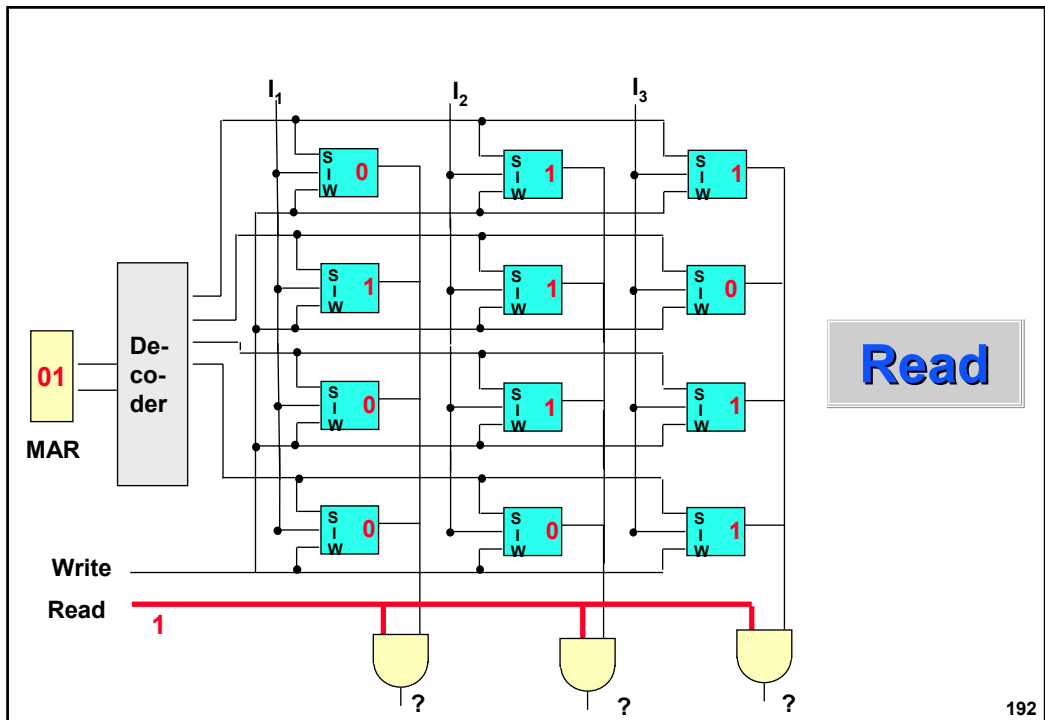 I1 I2 I3
S I W 0
S I W 1
S I W 1
S I W 1
S I W 1
S I W 0
De-
co-
der
01
MAR
Read
S I W 0
S I W 1
S I W 1
S I W 0
S I W 0
S I W 1
Write
Read
1
? ? ?
192